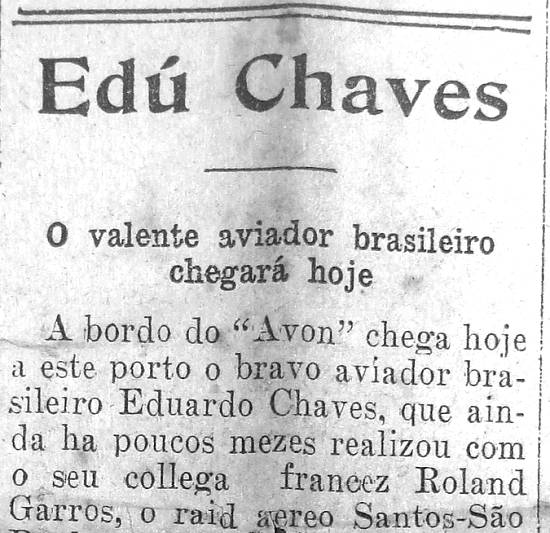 Edú Chaves
O valente aviador brasileiro
chegará hoje
A bordo do “Avon” chega hoje
a este porto o bravo aviador bra-
sileiro Eduardo Chaves, que ain-
da ha poucos mezes realizou com
o seu collega francez Roland
Garros, o raid aereo Santos-São